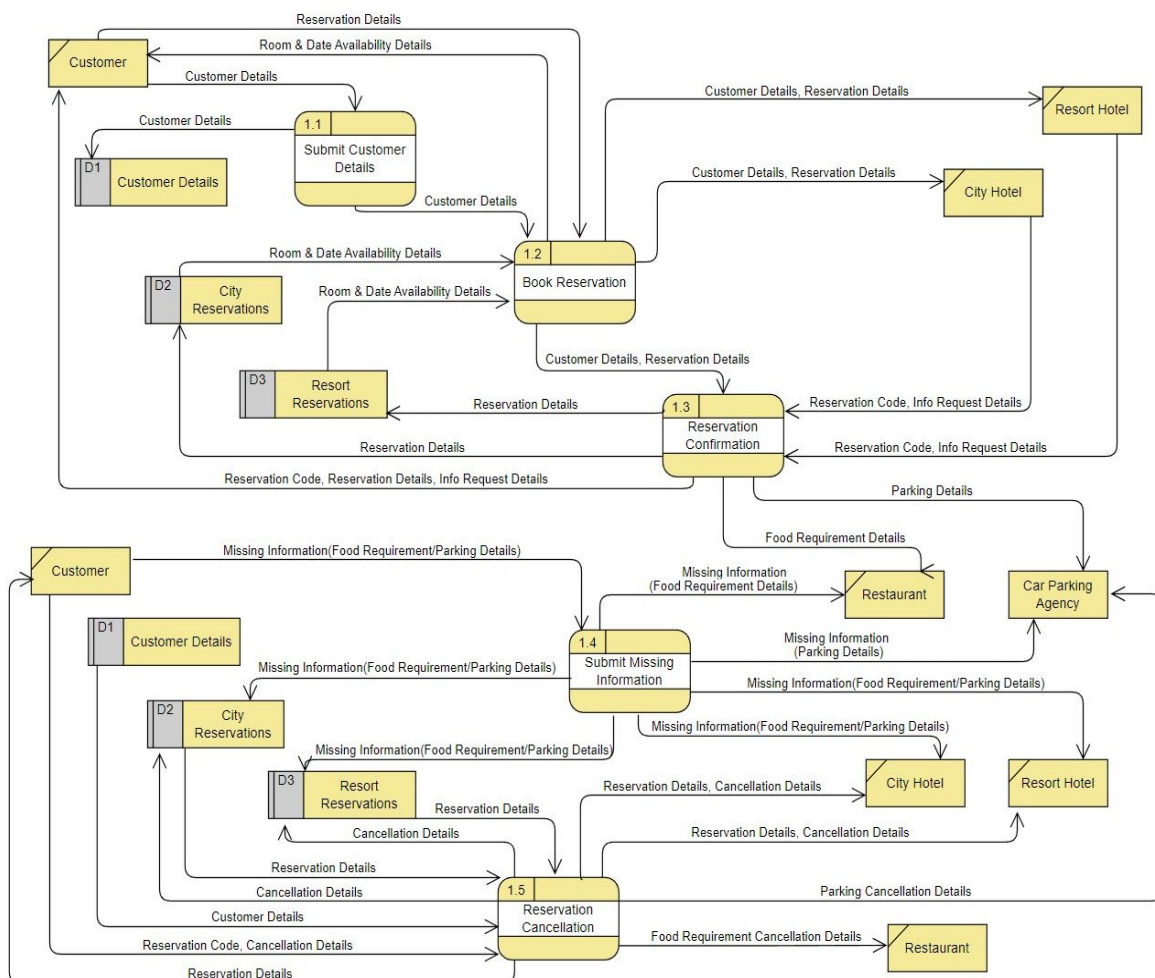 Reservation Details
Room & Date Availability Details
Customer
Customer Details
Customer Details, Reservation Details
Resort Hotel
Customer Details
1.1
Submit Customer
Details
D1
Customer Details
Customer Details, Reservation Details
City Hotel
Customer Details
1.2
Book Reservation
Room & Date Availability Details
D2
City
Reservations
Room & Date Availability Details
Customer Details, Reservation Details
D3
Resort
Reservations
Reservation Details
1.3
Reservation
Confirmation
Reservation Code, Info Request Details
Reservation Details
Reservation Code, Info Request Details
Reservation Code, Reservation Details, Info Request Details
Parking Details
Food Requirement Details
Customer
Missing Information(Food Requirement/Parking Details)
Missing Information
(Food Requirement Details)
Restaurant
Car Parking
Agency
D1
Customer Details
1.4
Submit Missing
Information
Missing Information
(Parking Details)
Missing Information(Food Requirement/Parking Details)
Missing Information(Food Requirement/Parking Details)
D2
City
Reservations
Missing Information(Food Requirement/Parking Details)
Missing Information(Food Requirement/Parking Details)
D3
Resort
Reservations
City Hotel
Resort Hotel
Reservation Details
Reservation Details, Cancellation Details
Cancellation Details
Reservation Details, Cancellation Details
Reservation Details
1.5
Reservation
Cancellation
Cancellation Details
Parking Cancellation Details
Customer Details
Food Requirement Cancellation Details
Restaurant
Reservation Code, Cancellation Details
Reservation Details